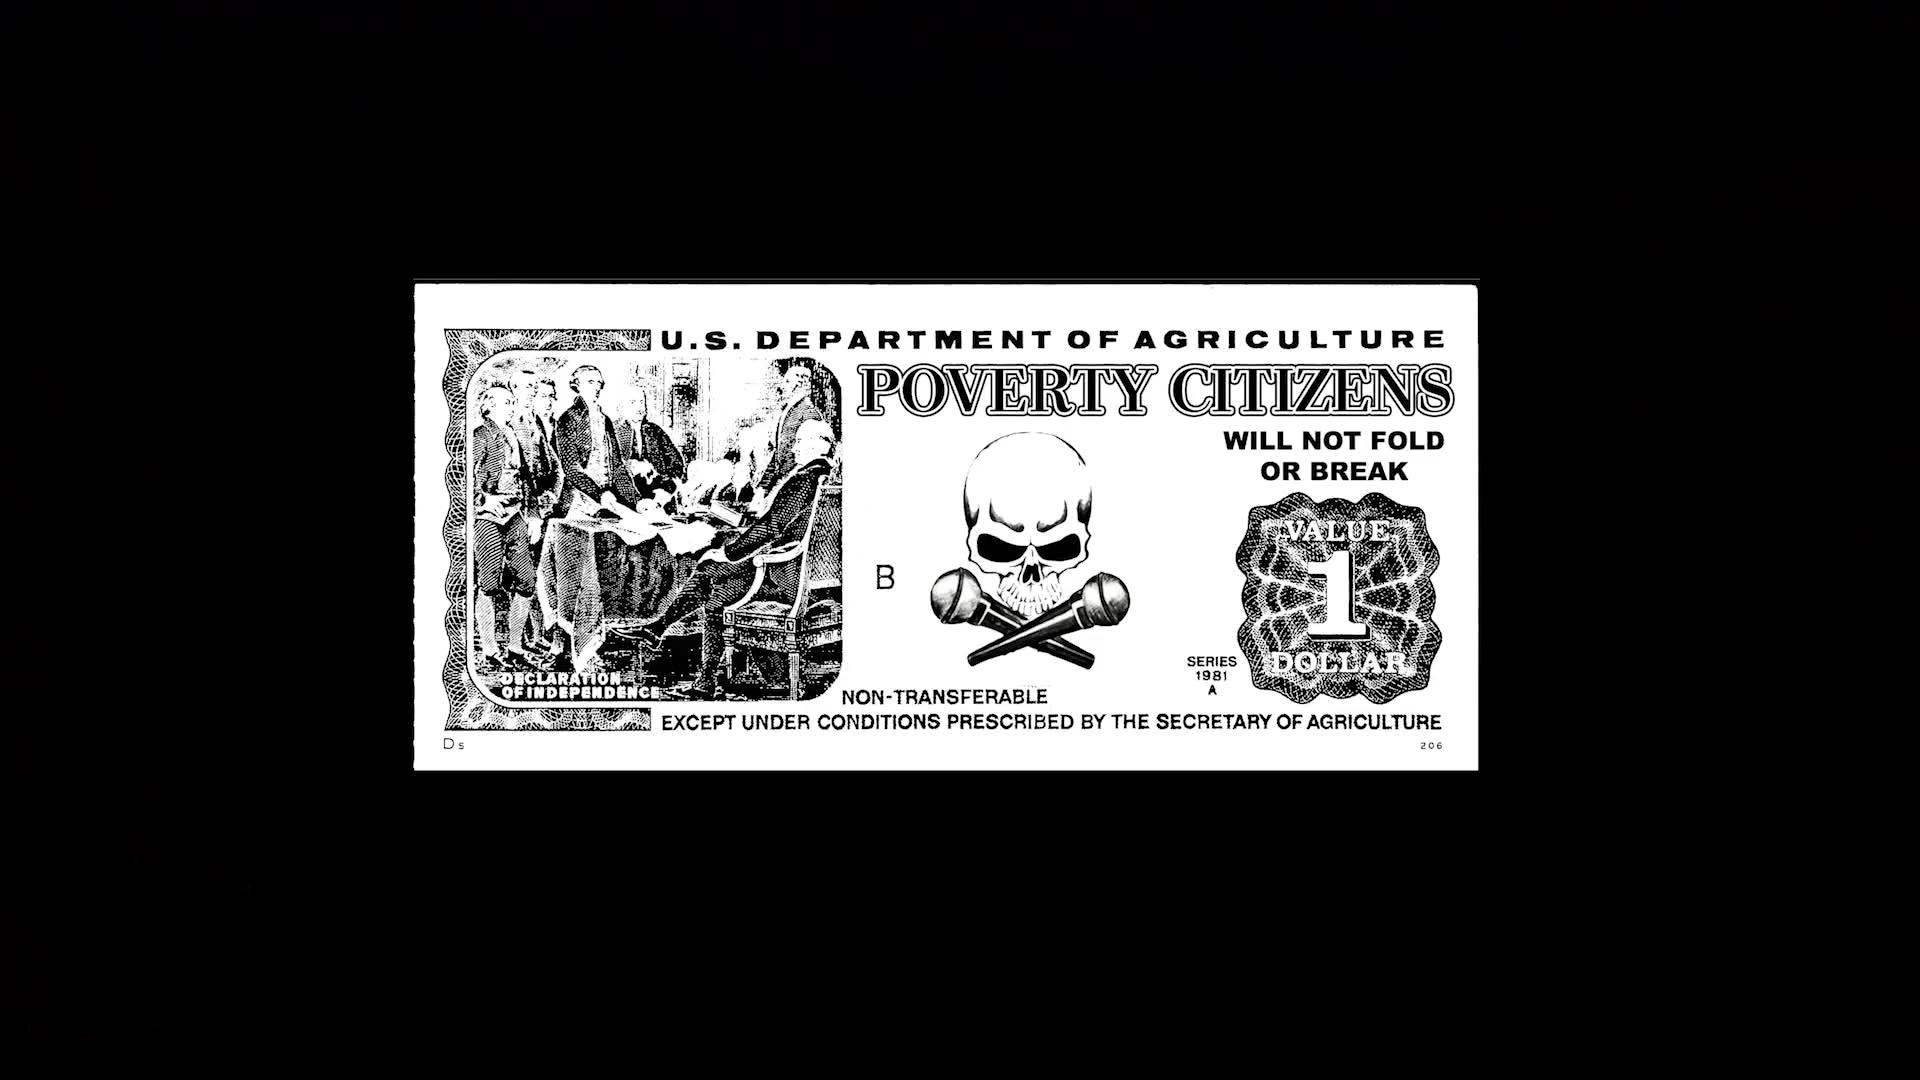 U.S. DEPARTMENT OF AGRICULTURE
POVERTY CITIZENS
WILL NOT FOLD
OR BREAK
B
VALUE
1
DOLLAR
SERIES
1981
A
DECLARATION
OF INDEPENDENCE
NON-TRANSFERABLE
EXCEPT UNDER CONDITIONS PRESCRIBED BY THE SECRETARY OF AGRICULTURE
D5
206